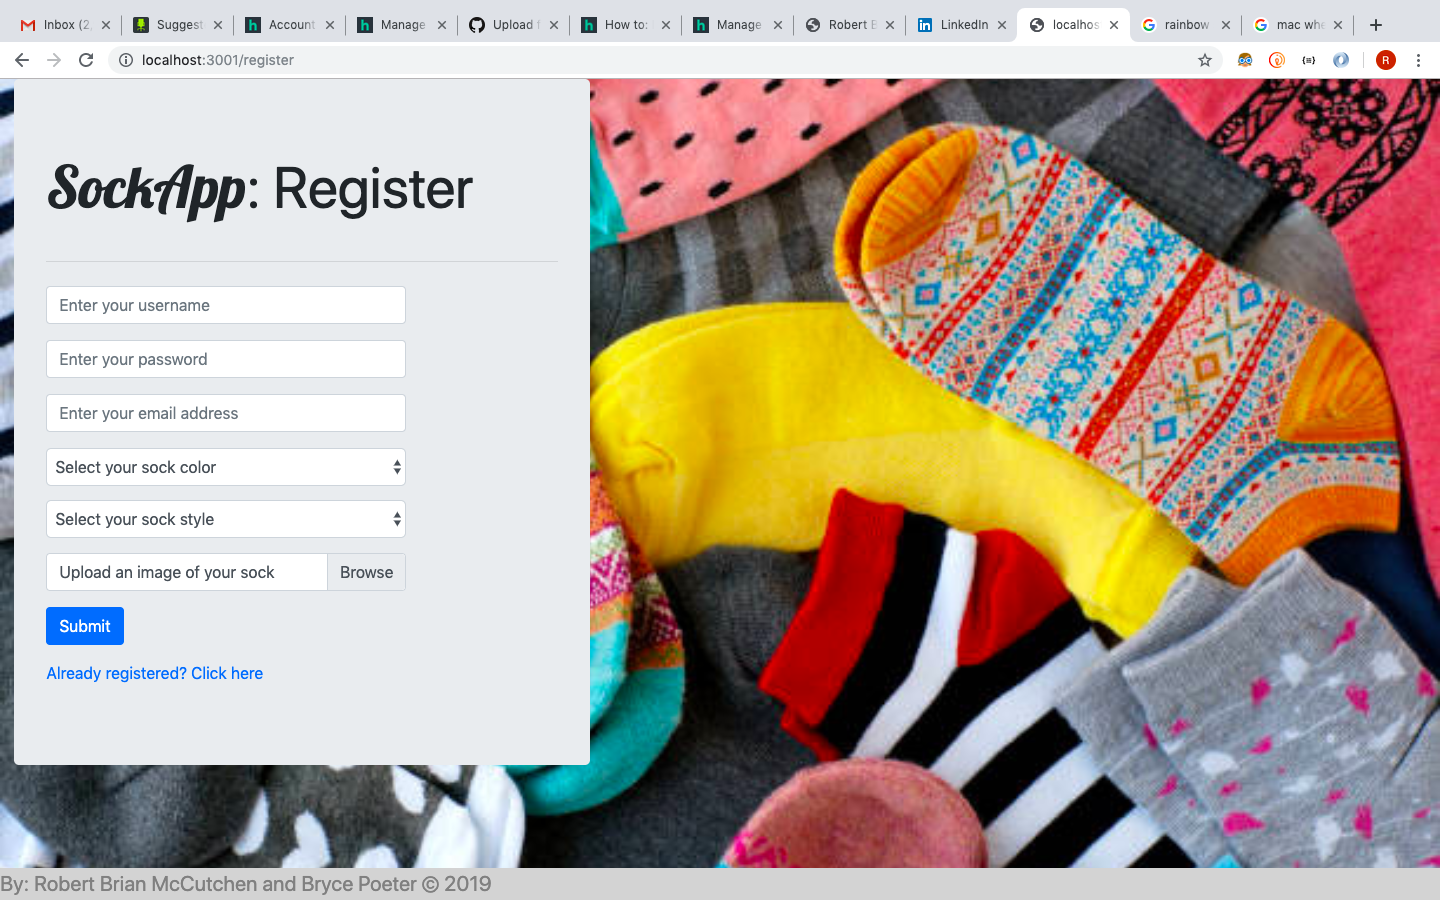 Inbox (2,
Suggest
Account
Manage
Upload f
How to:
Manage
Robert B
LinkedIn
localhos
rainbow
mac whe
localhost:3001/register
R
SockApp: Register
Enter your username
Enter your password
Enter your email address
Select your sock color
Select your sock style
Upload an image of your sock Browse
Submit
Already registered? Click here
By: Robert Brian McCutchen and Bryce Poeter © 2019